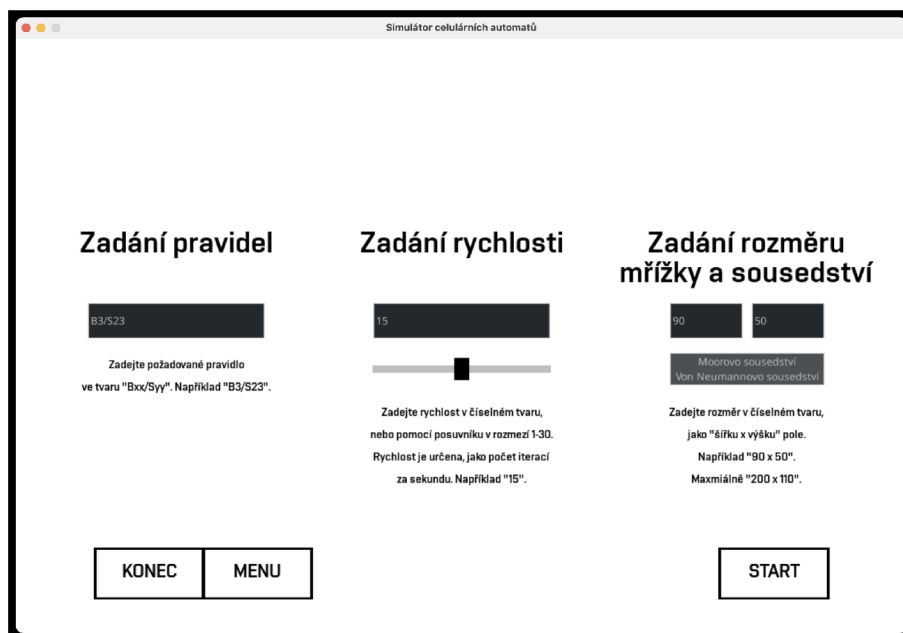 Simulátor celulárních automatů
Zadání pravidel
B3/S23
Zadejte požadované pravidlo
ve tvaru "Bxx/Syy". Například "B3/S23".
Zadání rychlosti
15
Zadejte rychlost v číselném tvaru,
nebo pomocí posuvníku v rozmezí 1-30.
Rychlost je určena, jako počet iterací
za sekundu. Například "15".
Zadání rozměru
mřížky a sousedství
90 50
Moorovo sousedství
Von Neumannovo sousedství
Zadejte rozměr v číselném tvaru,
jako "šířku x výšku" pole.
Například "90 x 50".
Maxmiálně "200 x 110".
KONEC MENU START